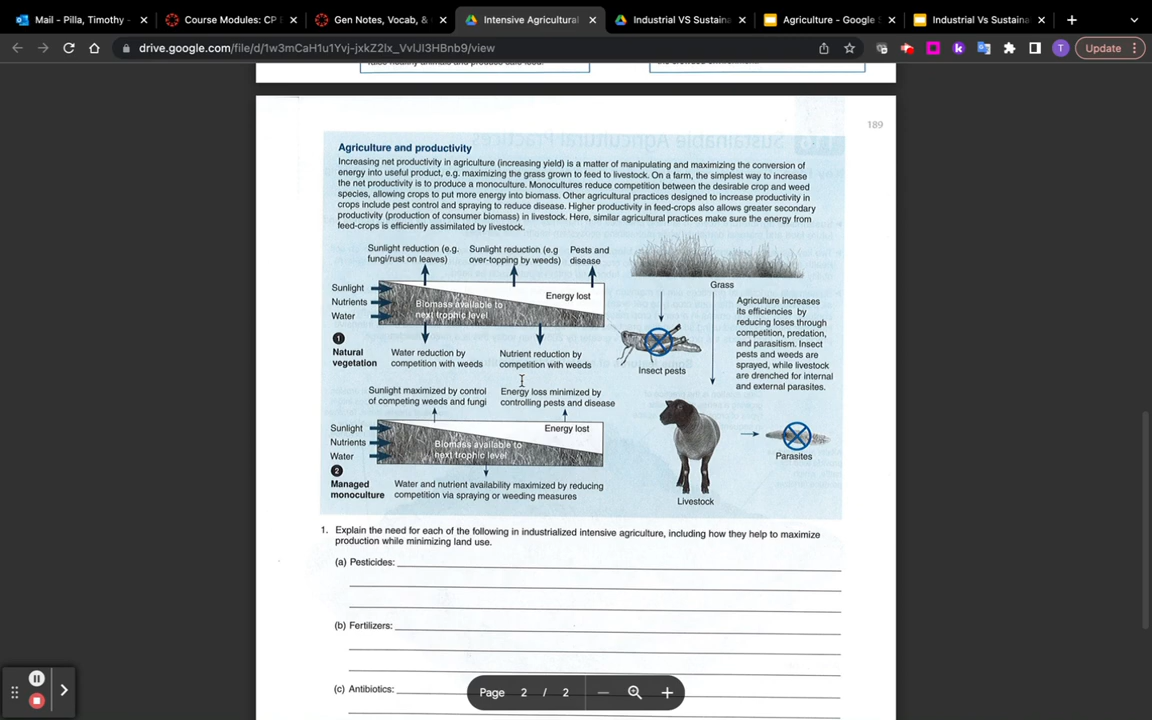 Mail - Pilla, Timothy -
Course Modules: CP
Gen Notes, Vocab, &
Intensive Agricultural
Industrial VS Sustain
Agriculture - Google S
Industrial Vs Sustain
drive.google.com/file/d/1w3mCaH1u1Yvj-jxkZ2lx_VvlJI3HBnb9/view
T
Update
189
Agriculture and productivity
Increasing net productivity in agriculture (increasing yield) is a matter of manipulating and maximizing the conversion of
energy into useful product, e.g. maximizing the grass grown to feed to livestock. On a farm, the simplest way to increase
the net productivity is to produce a monoculture. Monocultures reduce competition between the desirable crop and weed
species, allowing crops to put more energy into biomass. Other agricultural practices designed to increase productivity in
crops include pest control and spraying to reduce disease. Higher productivity in feed-crops also allows greater secondary
productivity (production of consumer biomass) in livestock. Here, similar agricultural practices make sure the energy from
feed-crops is efficiently assimilated by livestock.
Sunlight reduction (e.g.
fungi/rust on leaves)
Sunlight reduction (e.g
over-topping by weeds)
Pests and
disease
Sunlight
Nutrients
Water
Biomass available to
next trophic level
Energy lost
1
Natural
vegetation
Water reduction by
competition with weeds
Nutrient reduction by
competition with weeds
Grass
Insect pests
Agriculture increases
its efficiencies by
reducing loses through
competition, predation,
and parasitism. Insect
pests and weeds are
sprayed, while livestock
are drenched for internal
and external parasites.
Sunlight maximized by control
of competing weeds and fungi
Energy loss minimized by
controlling pests and disease
Sunlight
Nutrients
Water
Biomass available to
next trophic level
Energy lost
2
Managed
monoculture
Water and nutrient availability maximized by reducing
competition via spraying or weeding measures
Livestock
Parasites
1. Explain the need for each of the following in industrialized intensive agriculture, including how they help to maximize
production while minimizing land use.
(a) Pesticides:
(b) Fertilizers:
(c) Antibiotics:
Page 2 / 2